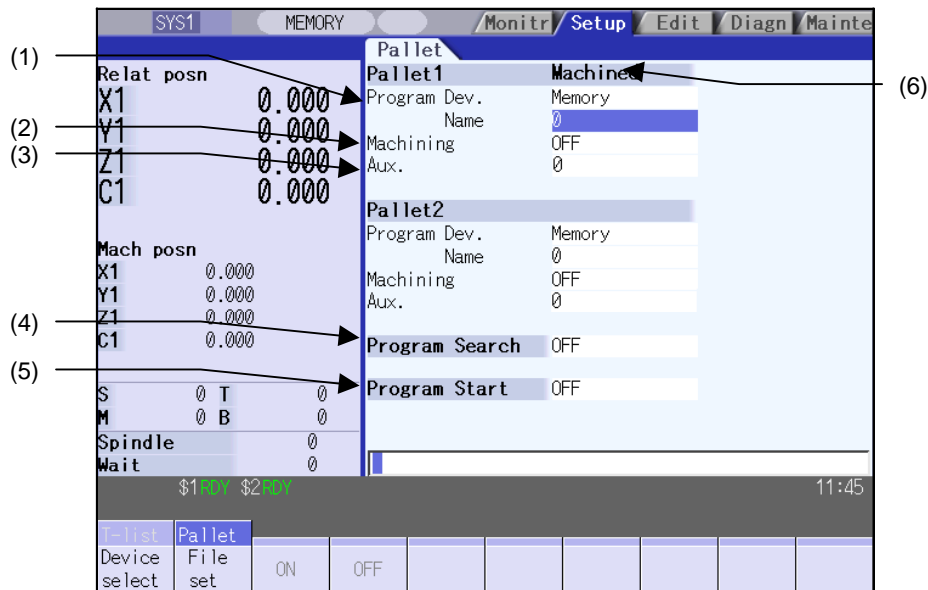 SYS1 MEMORY Monitr Setup Edit Diagn Mainte
Pallet
(1)
(2)
(3)
(4)
(5)
(6)
Relat posn
X1 0.000
Y1 0.000
Z1 0.000
C1 0.000
Mach posn
X1 0.000
Y1 0.000
Z1 0.000
C1 0.000
S 0 T 0
M 0 B 0
Spindle 0
Wait 0
Pallet1 Machined
Program Dev. Memory
Name 0
Machining OFF
Aux. 0
Pallet2
Program Dev. Memory
Name 0
Machining OFF
Aux. 0
Program Search OFF
Program Start OFF
$1 RDY $2 RDY 11:45
T-list Pallet
Device select
File set
ON
OFF